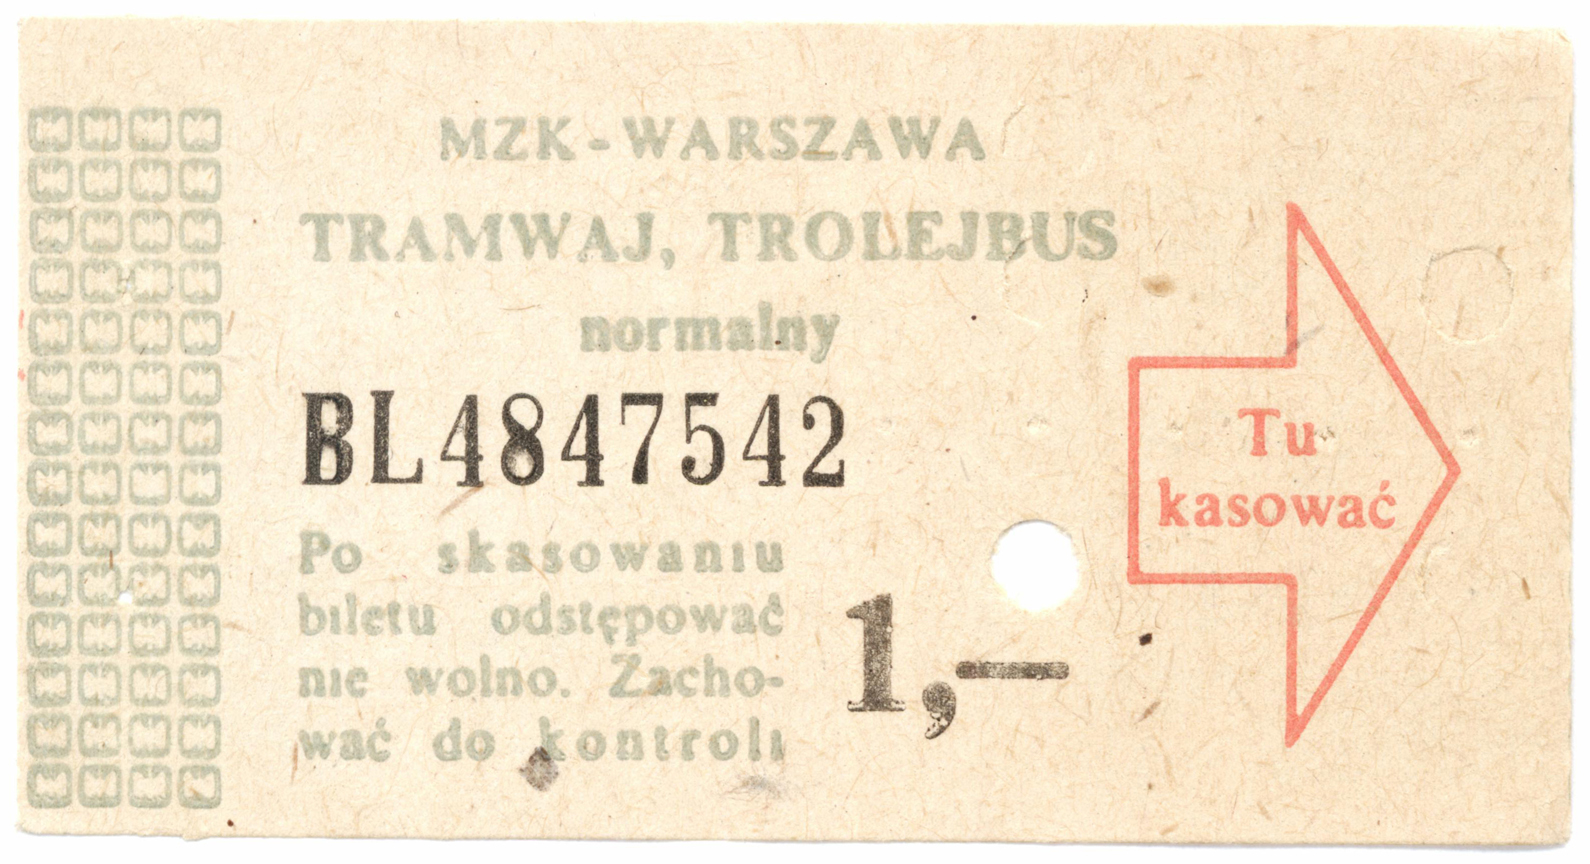 MZK-WARSZAWA
TRAMWAJ, TROLEJBUS
normalny
BL4847542
Po skasowaniu
biletu odstępować
nie wolno. Zacho-
wać do kontroli
1,—
Tu
kasować